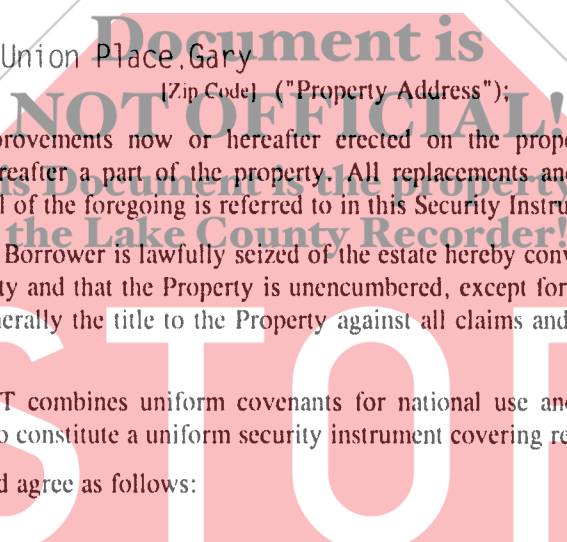 Document is
Union Place,Gary
[Zip Code] ("Property Address");
NOT OFFICIAL!
provements now or hereafter erected on the prope
reafter a part of the property. All replacements an
is Document is the property
l of the foregoing is referred to in this Security Instru
the Lake County Recorder!
Borrower is lawfully seized of the estate hereby conv
ty and that the Property is unencumbered, except for
nerally the title to the Property against all claims and
STOP
T combines uniform covenants for national use and
o constitute a uniform security instrument covering re
d agree as follows: